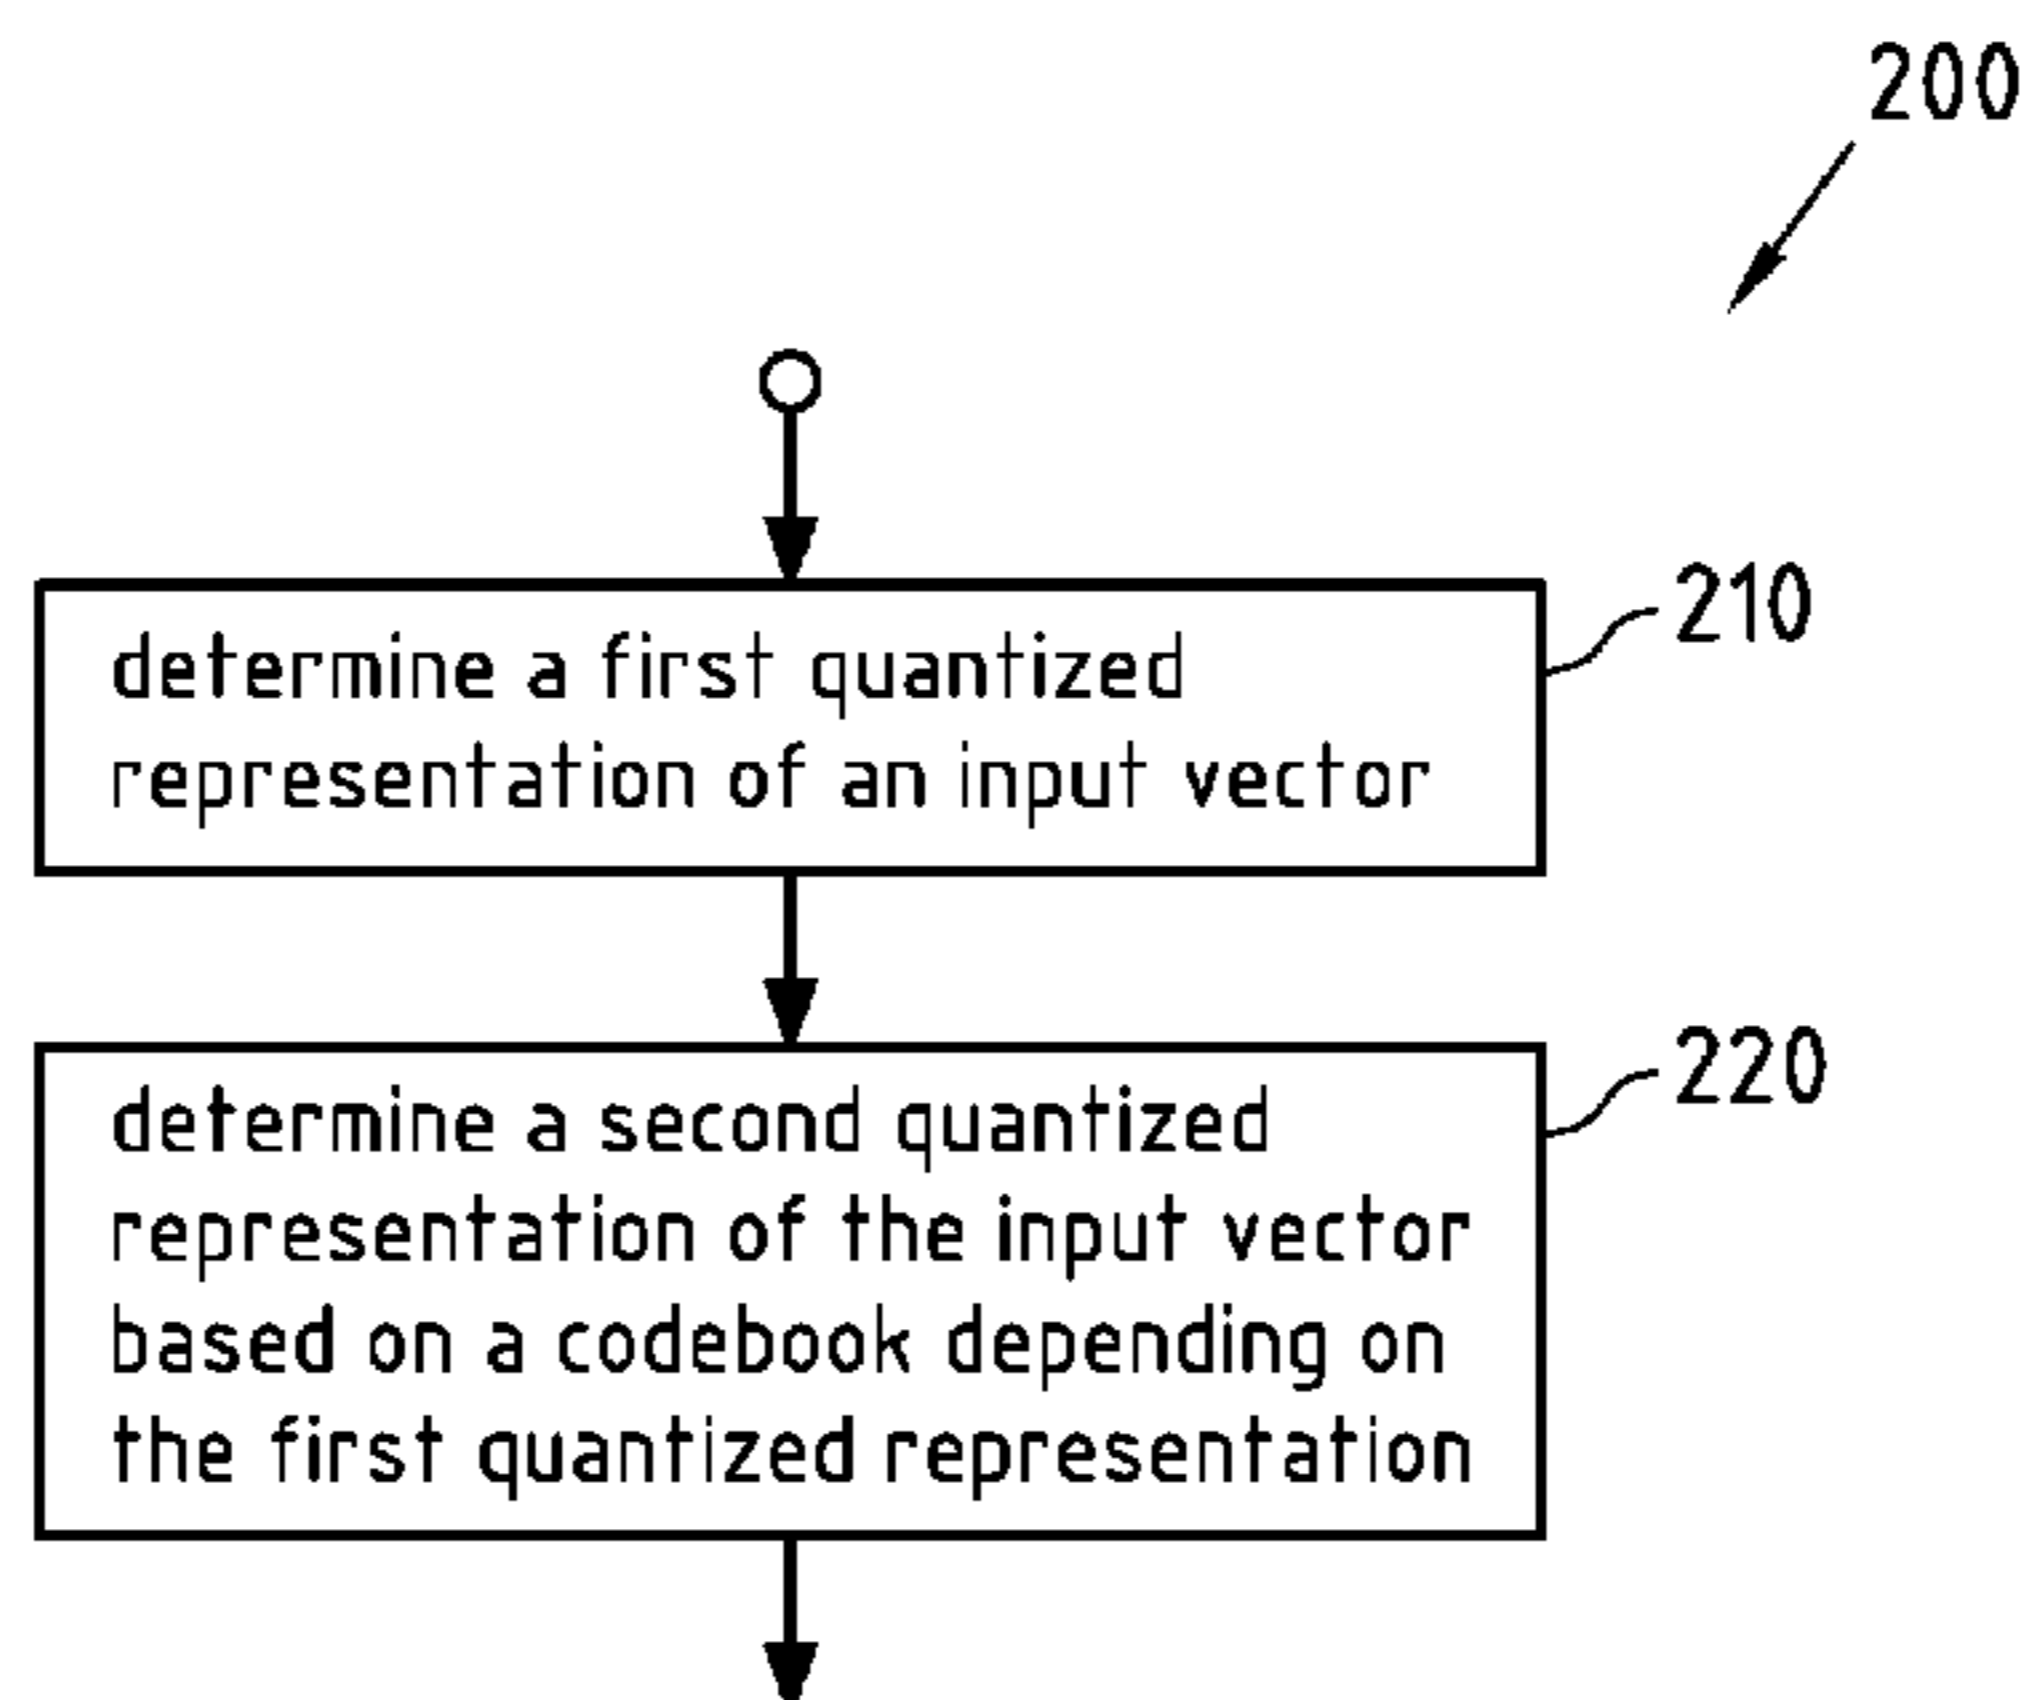 200
210
determine a first quantized
representation of an input vector
220
determine a second quantized
representation of the input vector
based on a codebook depending on
the first quantized representation